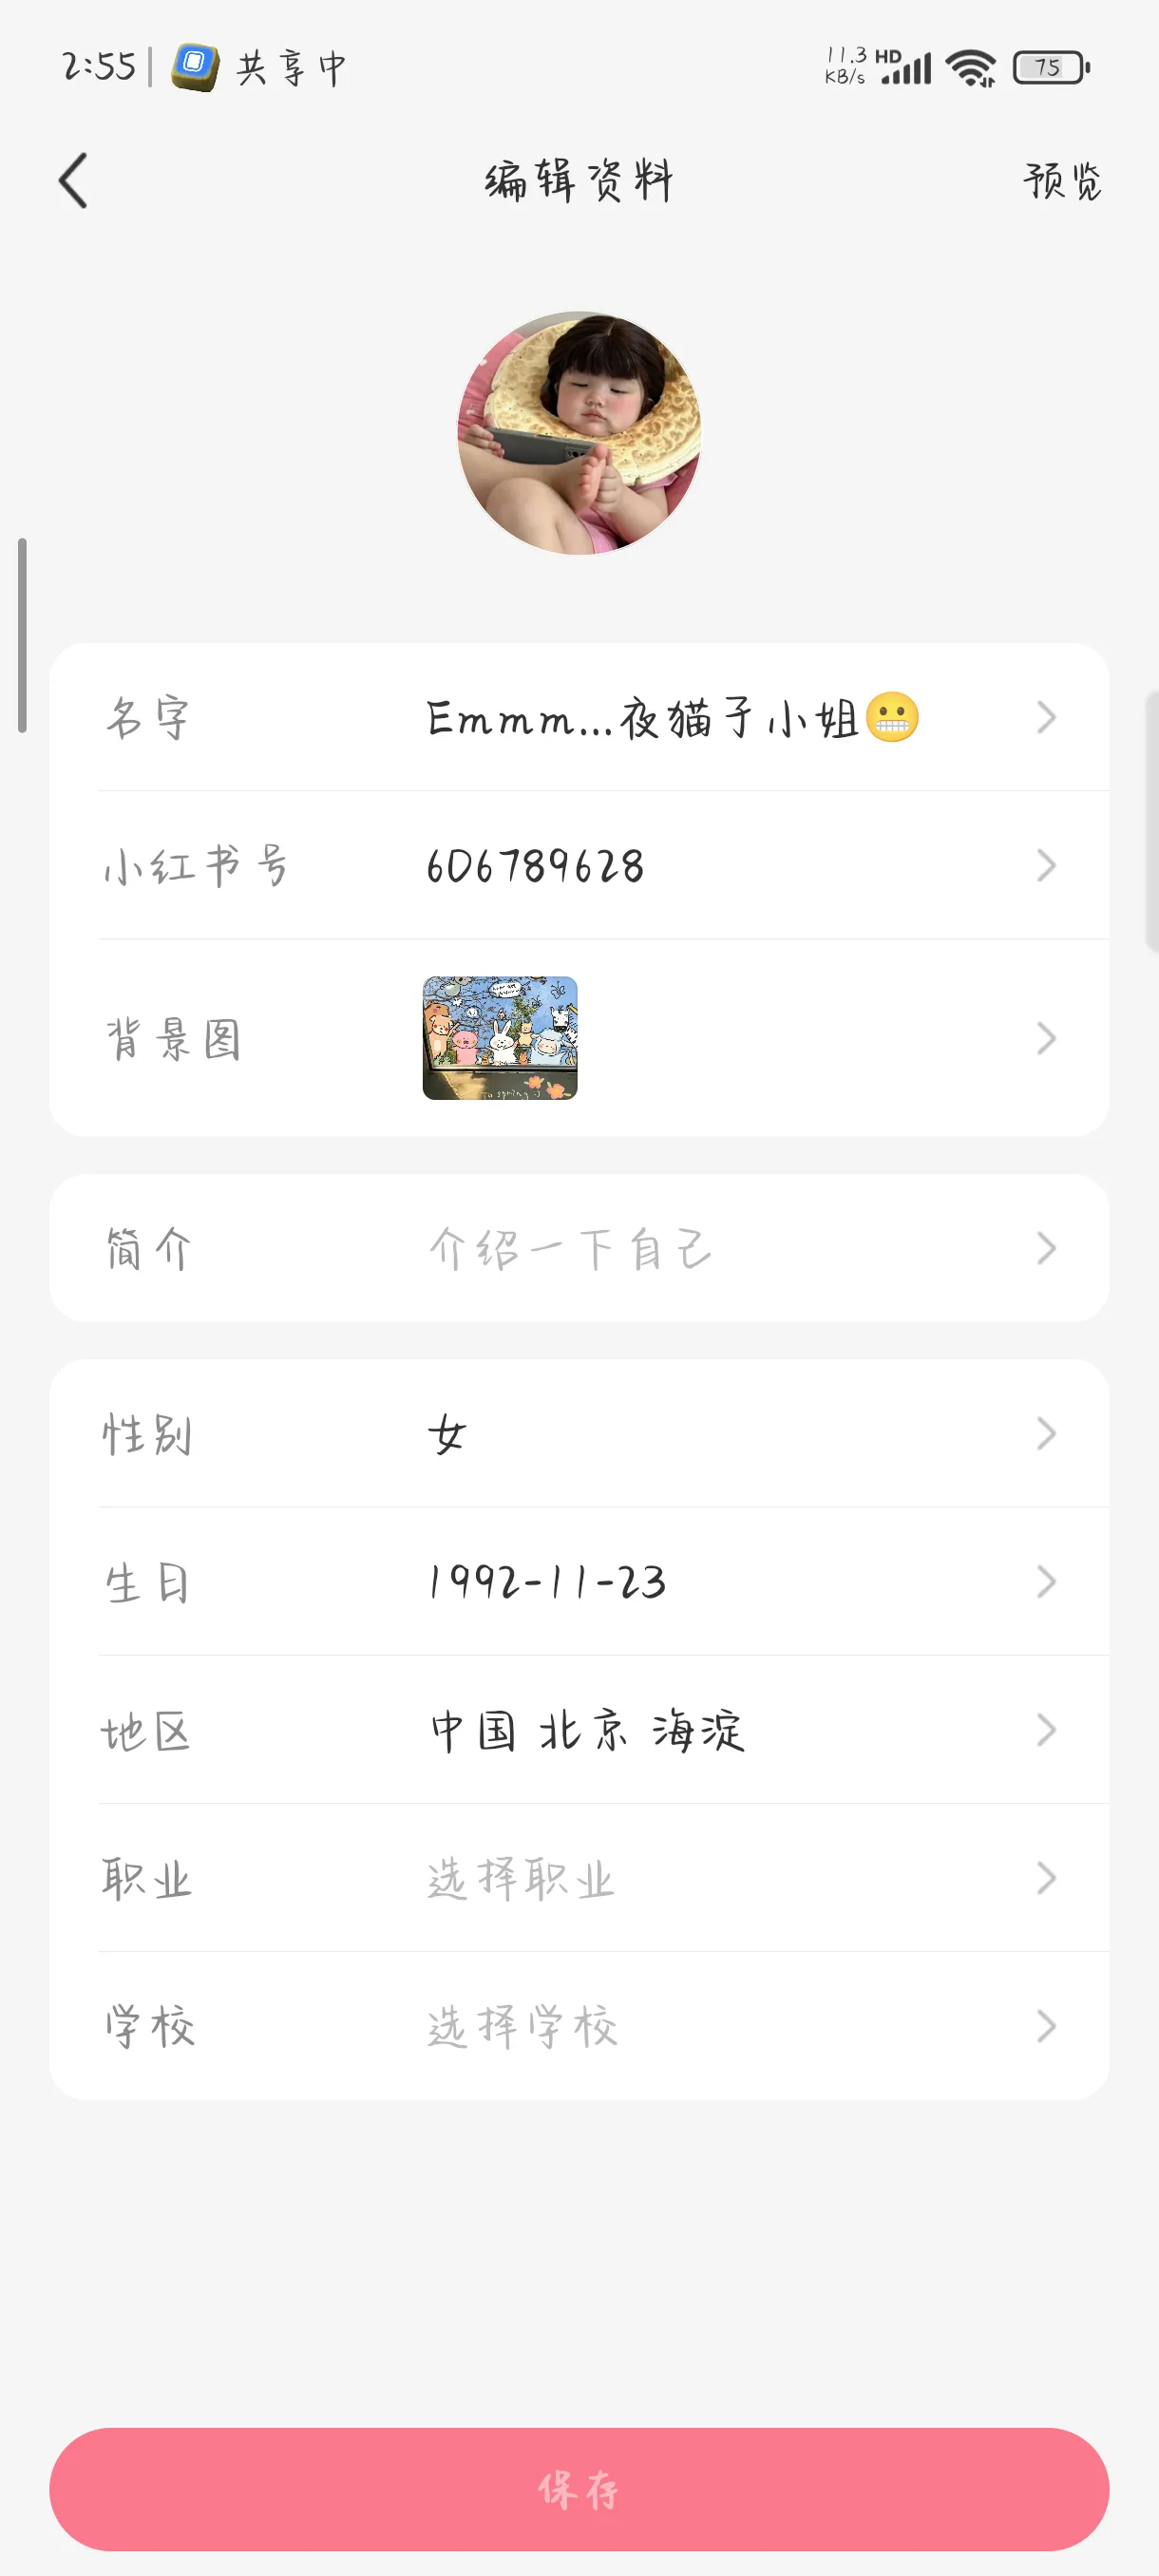 2:55 共享中 11.3 KB/s HD 75
编辑资料 预览
名字 Emmm...夜猫子小姐😬
小红书号 606789628
背景图
简介 介绍一下自己
性别 女
生日 1992-11-23
地区 中国 北京 海淀
职业 选择职业
学校 选择学校
保存